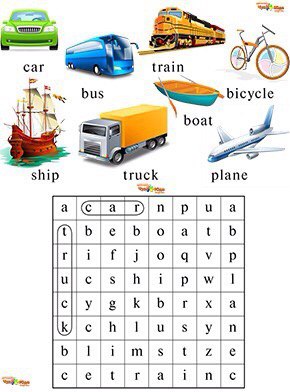 car
train
bicycle
bus
boat
ship
truck
plane
a c a r n p u a
t b e b o a t b
r i f j o q v p
u c s h i p w l
c y g k b r x a
k c h l u s y n
b l i m s t z e
c e t r a i n c